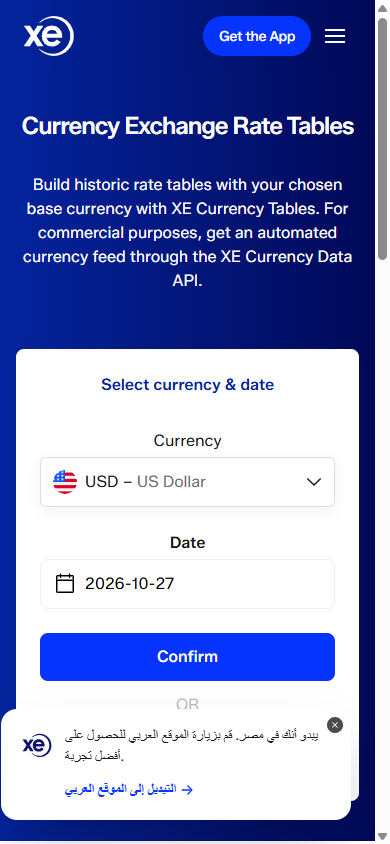 xe
Get the App
Currency Exchange Rate Tables
Build historic rate tables with your chosen
base currency with XE Currency Tables. For
commercial purposes, get an automated
currency feed through the XE Currency Data
API.
Select currency & date
Currency
USD – US Dollar
Date
2026-10-27
Confirm
OR
xe
يبدو أنك في مصر. قم بزيارة الموقع العربي للحصول على
أفضل تجربة.
التبديل إلى الموقع العربي →